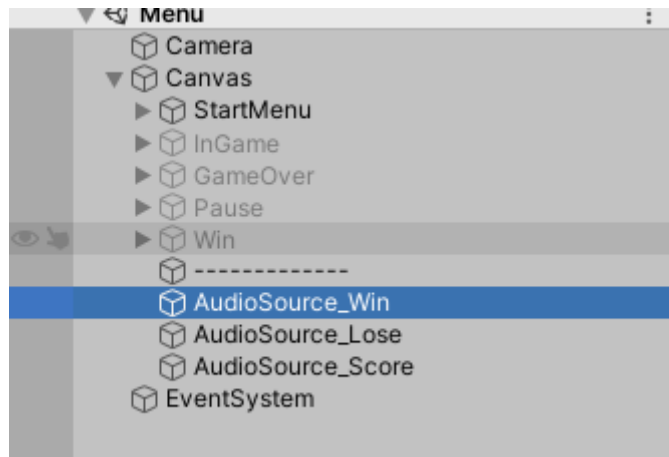 Menu
Camera
Canvas
StartMenu
InGame
GameOver
Pause
Win
-------------
AudioSource_Win
AudioSource_Lose
AudioSource_Score
EventSystem